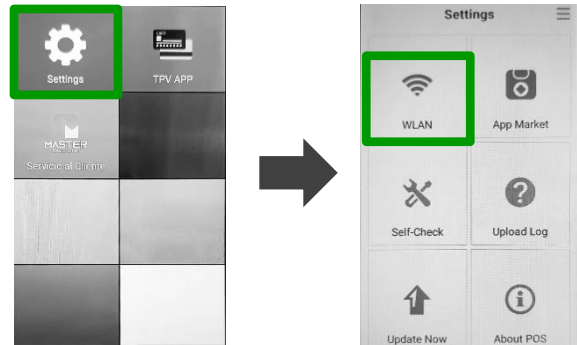 Settings
TPV APP
MASTER
Servicio al Cliente
Settings
WLAN
App Market
Self-Check
Upload Log
Update Now
About POS